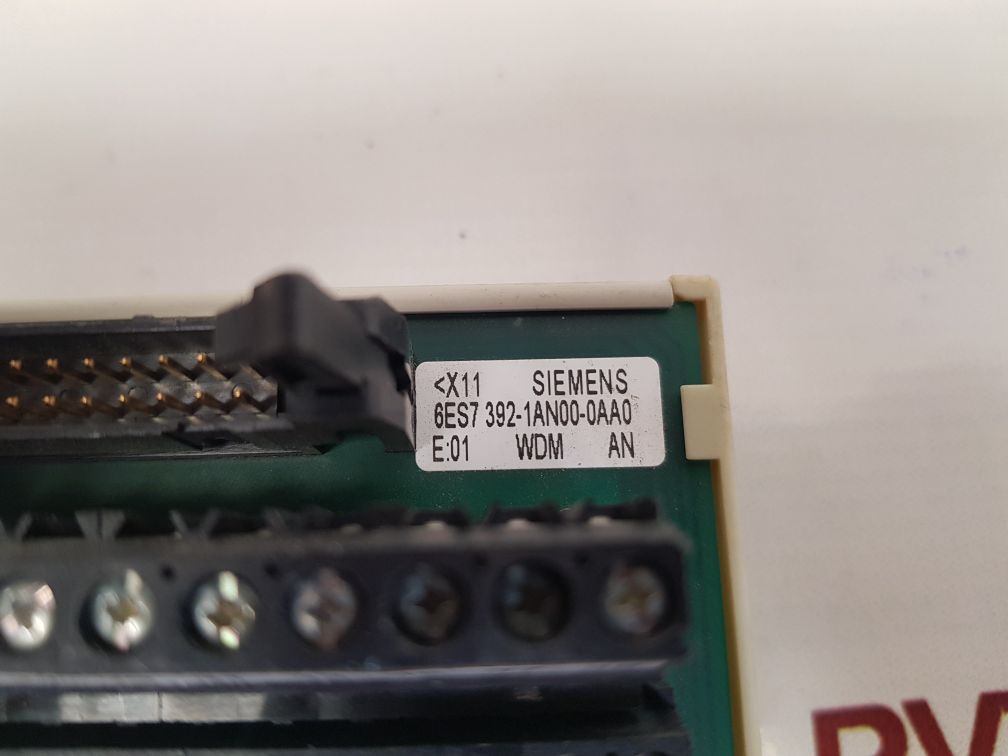 <X11 SIEMENS
6ES7 392-1AN00-0AA0
E:01 WDM AN